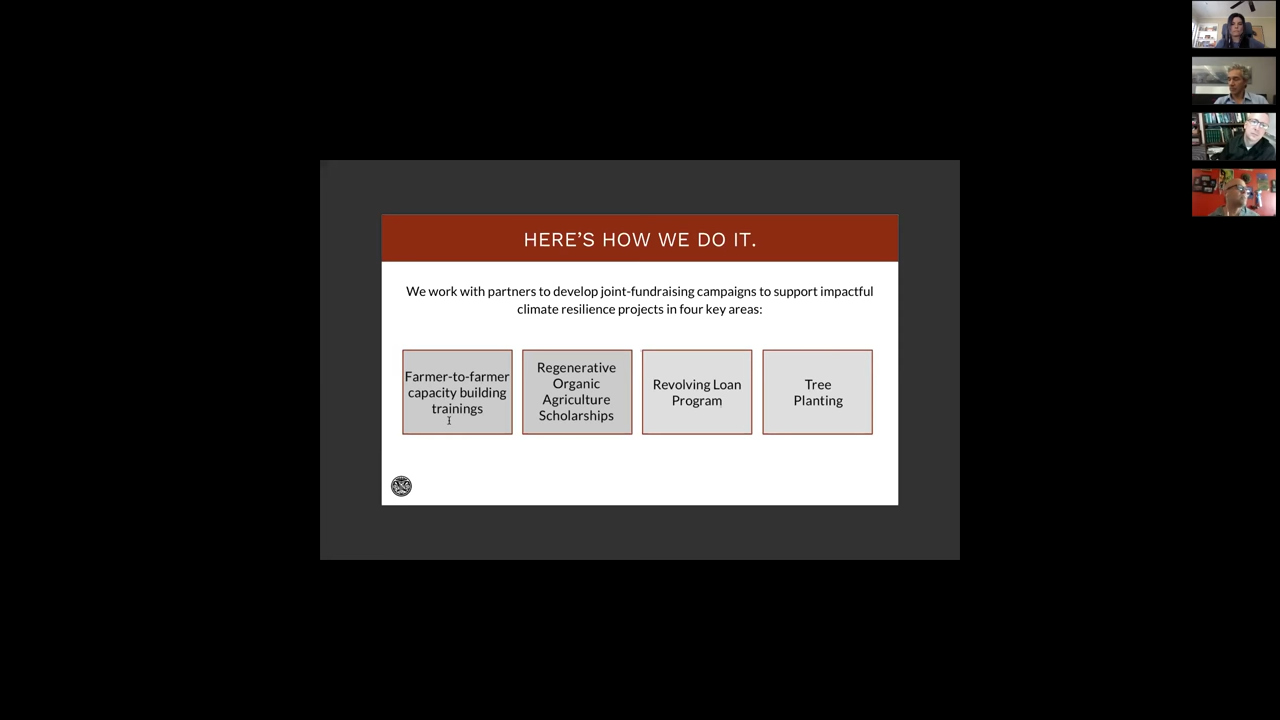 HERE'S HOW WE DO IT.
We work with partners to develop joint-fundraising campaigns to support impactful
climate resilience projects in four key areas:
Farmer-to-farmer
capacity building
trainings
Regenerative
Organic
Agriculture
Scholarships
Revolving Loan
Program
Tree
Planting